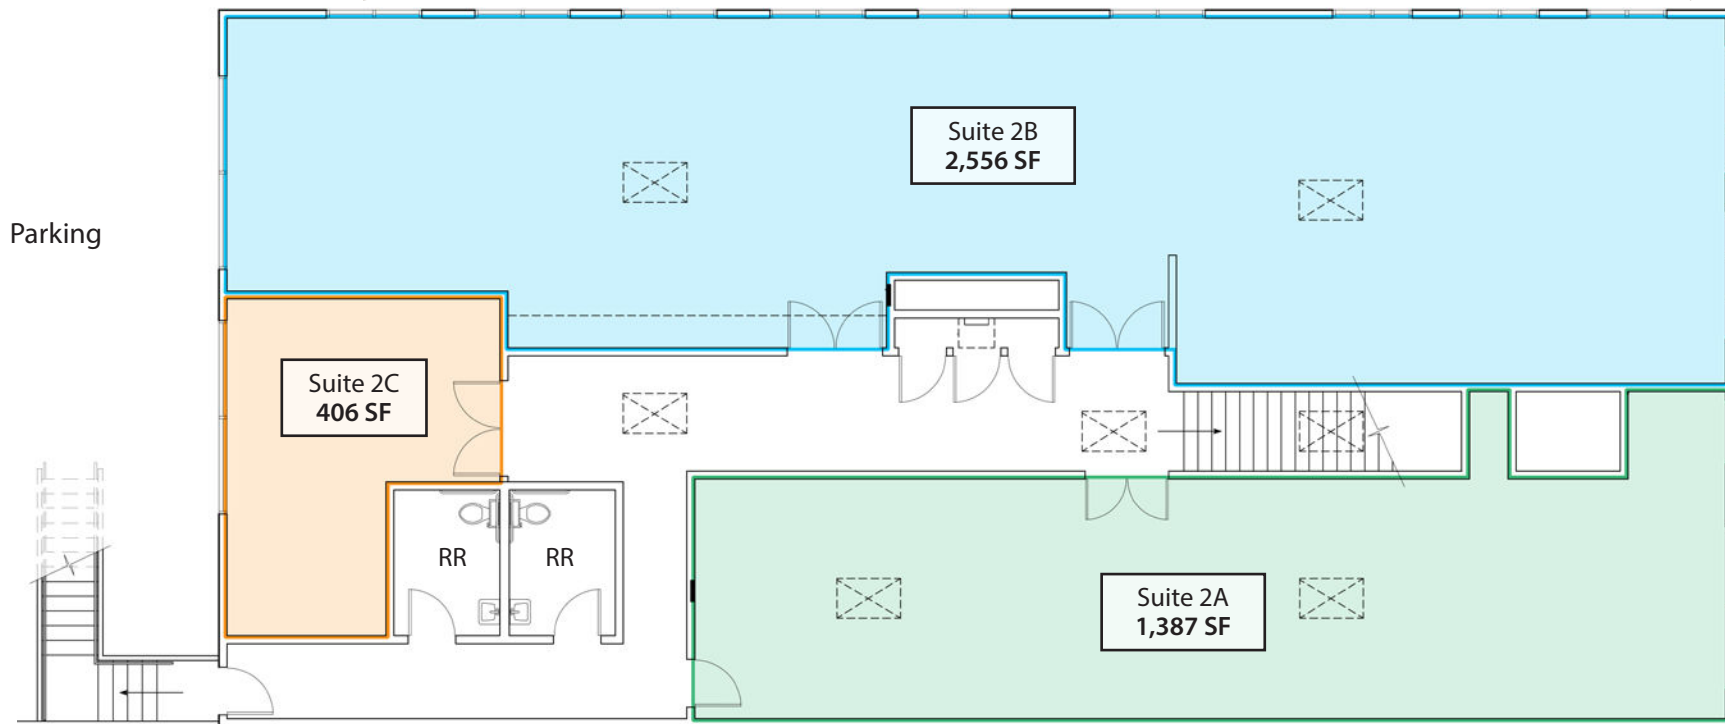 Suite 2B
2,556 SF
Parking
Suite 2C
406 SF
RR
RR
Suite 2A
1,387 SF